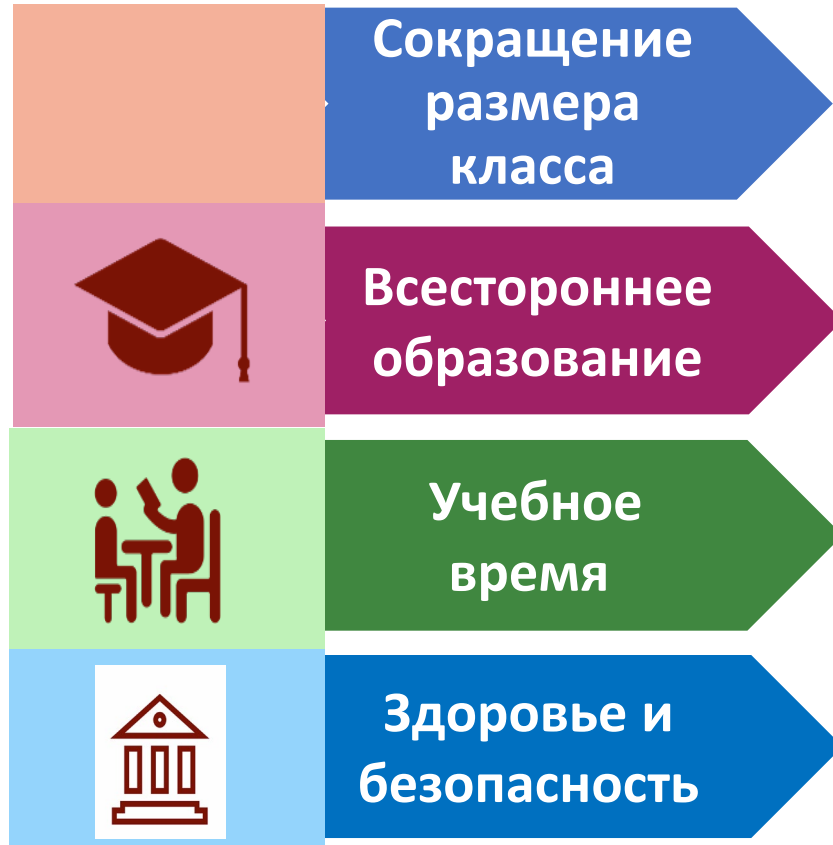 Сокращение
размера
класса
Всестороннее
образование
Учебное
время
Здоровье и
безопасность